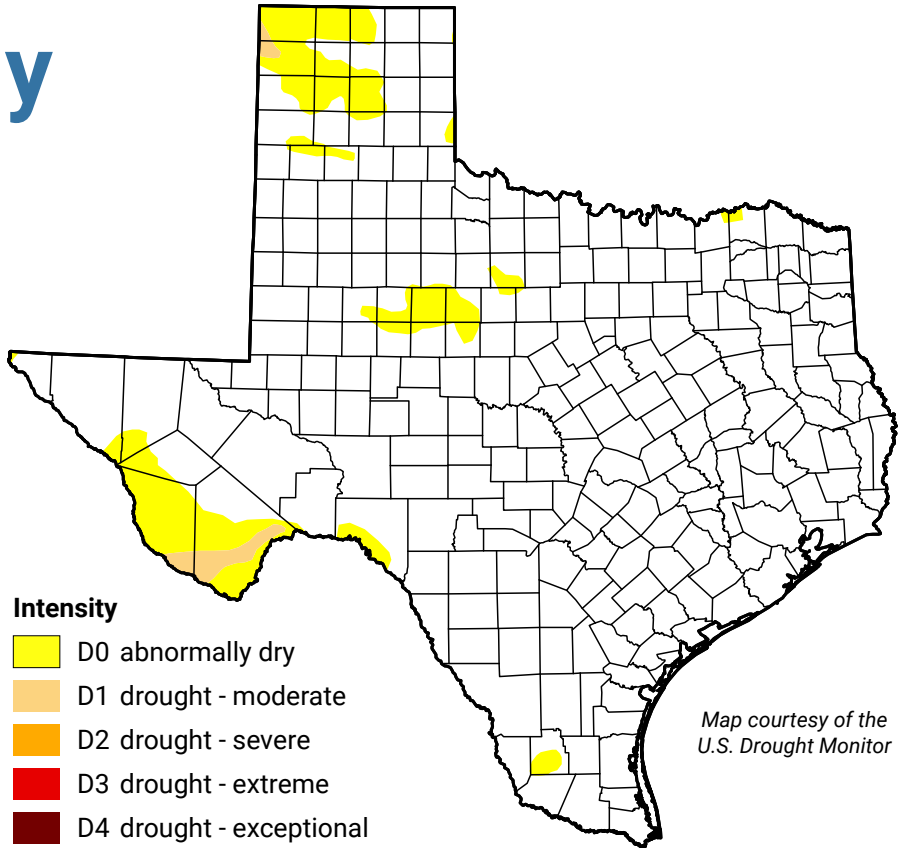 y
Intensity
D0 abnormally dry
D1 drought - moderate
D2 drought - severe
D3 drought - extreme
D4 drought - exceptional
Map courtesy of the
U.S. Drought Monitor